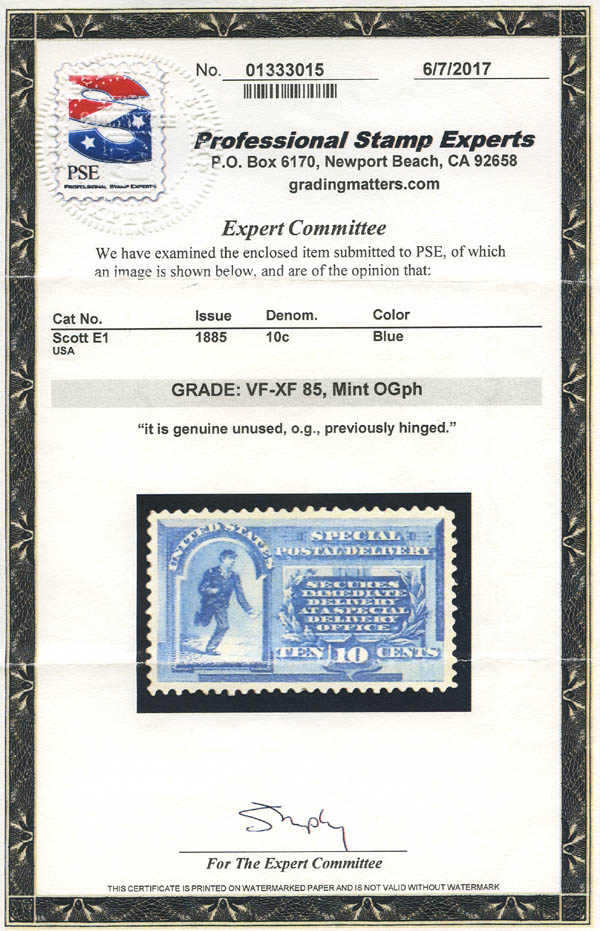 No. 01333015 6/7/2017
PSE
PROFESSIONAL STAMP EXPERTS
Professional Stamp Experts
P.O. Box 6170, Newport Beach, CA 92658
gradingmatters.com
Expert Committee
We have examined the enclosed item submitted to PSE, of which
an image is shown below, and are of the opinion that:
Cat No. Issue Denom. Color
Scott E1 1885 10c Blue
USA
GRADE: VF-XF 85, Mint OGph
“it is genuine unused, o.g., previously hinged.”
UNITED STATES
SPECIAL
POSTAL DELIVERY
SECURES
IMMEDIATE
DELIVERY
AT A SPECIAL
DELIVERY
OFFICE
TEN 10 CENTS
For The Expert Committee
THIS CERTIFICATE IS PRINTED ON WATERMARKED PAPER AND IS NOT VALID WITHOUT WATERMARK